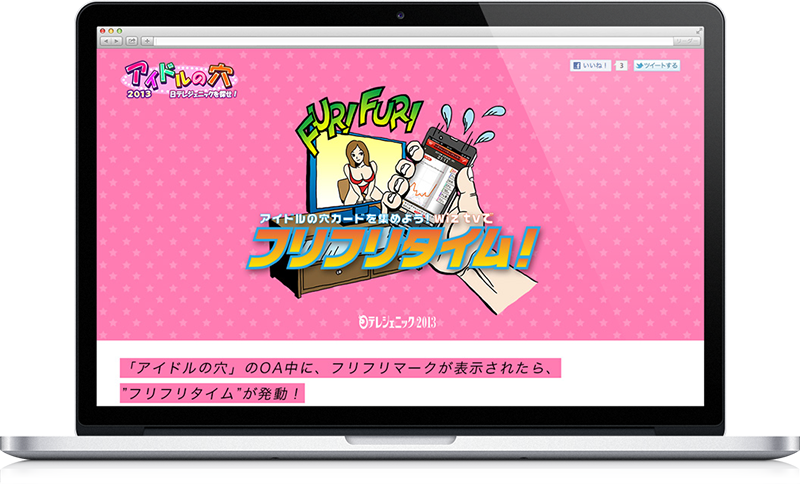 アイドルの穴
2013 日テレジェニックを探せ!
いいね! 3 ツイートする
FURI FURI
アイドルの穴カードを集めよう!wiz tvで
フリフリタイム!
日テレジェニック2013
「アイドルの穴」のOA中に、フリフリマークが表示されたら、
”フリフリタイム”が発動!